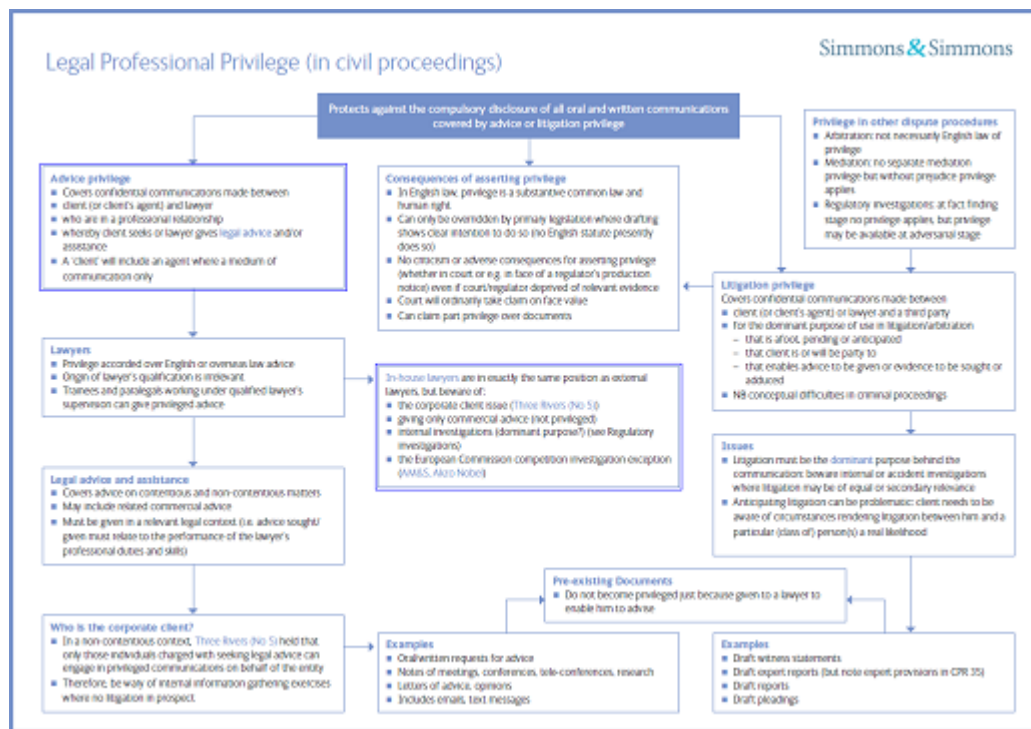 Legal Professional Privilege (in civil proceedings)
Simmons & Simmons
Protects against the compulsory disclosure of all oral and written communications
covered by advice or litigation privilege
Privilege in other dispute procedures
Arbitration: not necessarily English law of
privilege
Mediation: no separate mediation
privilege but without prejudice privilege
applies
Regulatory investigations: at fact finding
stage no privilege applies, but privilege
may be available at adversarial stage
Advice privilege
Covers confidential communications made between
client (or client's agent) and lawyer
who are in a professional relationship
whereby client seeks or lawyer gives legal advice and/or
assistance
A 'client' will include an agent where a medium of
communication only
Consequences of asserting privilege
In English law, privilege is a substantive common law and
human right
Can only be overridden by primary legislation where drafting
shows clear intention to do so (no English statute presently
does so)
No criticism or adverse consequences for asserting privilege
(whether in court or e.g. in face of a regulator's production
notice) even if court/regulator deprived of relevant evidence
Court will ordinarily take claim on face value
Can claim part privilege over documents
Litigation privilege
Covers confidential communications made between
client (or client's agent) or lawyer and a third party
for the dominant purpose of use in litigation/arbitration
– that is afoot, pending or anticipated
– that client is or will be party to
– that enables advice to be given or evidence to be sought or
adduced
NB conceptual difficulties in criminal proceedings
Lawyers
Privilege accorded over English or overseas law advice
Origin of lawyer's qualification is irrelevant
Trainees and paralegals working under qualified lawyer's
supervision can give privileged advice
In-house lawyers are in exactly the same position as external
lawyers, but beware of:
the corporate client issue (Three Rivers (No 5))
giving only commercial advice (not privileged)
internal investigations (dominant purpose?) (see Regulatory
investigations)
the European Commission competition investigation exception
(AM&S, Akzo Nobel)
Issues
Litigation must be the dominant purpose behind the
communication: beware internal or accident investigations
where litigation may be of equal or secondary relevance
Anticipating litigation can be problematic: client needs to be
aware of circumstances rendering litigation between him and a
particular (class of) person(s) a real likelihood
Legal advice and assistance
Covers advice on contentious and non-contentious matters
May include related commercial advice
Must be given in a relevant legal context (i.e. advice sought/
given must relate to the performance of the lawyer's
professional duties and skills)
Pre-existing Documents
Do not become privileged just because given to a lawyer to
enable him to advise
Who is the corporate client?
In a non-contentious context, Three Rivers (No 5) held that
only those individuals charged with seeking legal advice can
engage in privileged communications on behalf of the entity
Therefore, be wary of internal information gathering exercises
where no litigation in prospect.
Examples
Oral/written requests for advice
Notes of meetings, conferences, tele-conferences, research
Letters of advice, opinions
Includes emails, text messages
Examples
Draft witness statements
Draft expert reports (but note expert provisions in CPR 35)
Draft reports
Draft pleadings